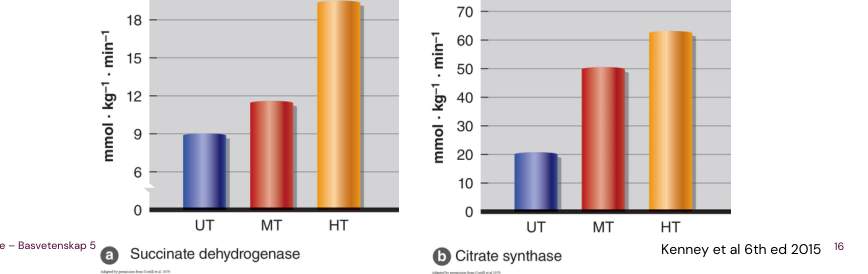 18
15
12
9
6
0
mmol · kg⁻¹ · min⁻¹
UT MT HT
a Succinate dehydrogenase
70
60
50
40
30
20
10
0
mmol · kg⁻¹ · min⁻¹
UT MT HT
b Citrate synthase
e – Basvetenskap 5
Kenney et al 6th ed 2015
16